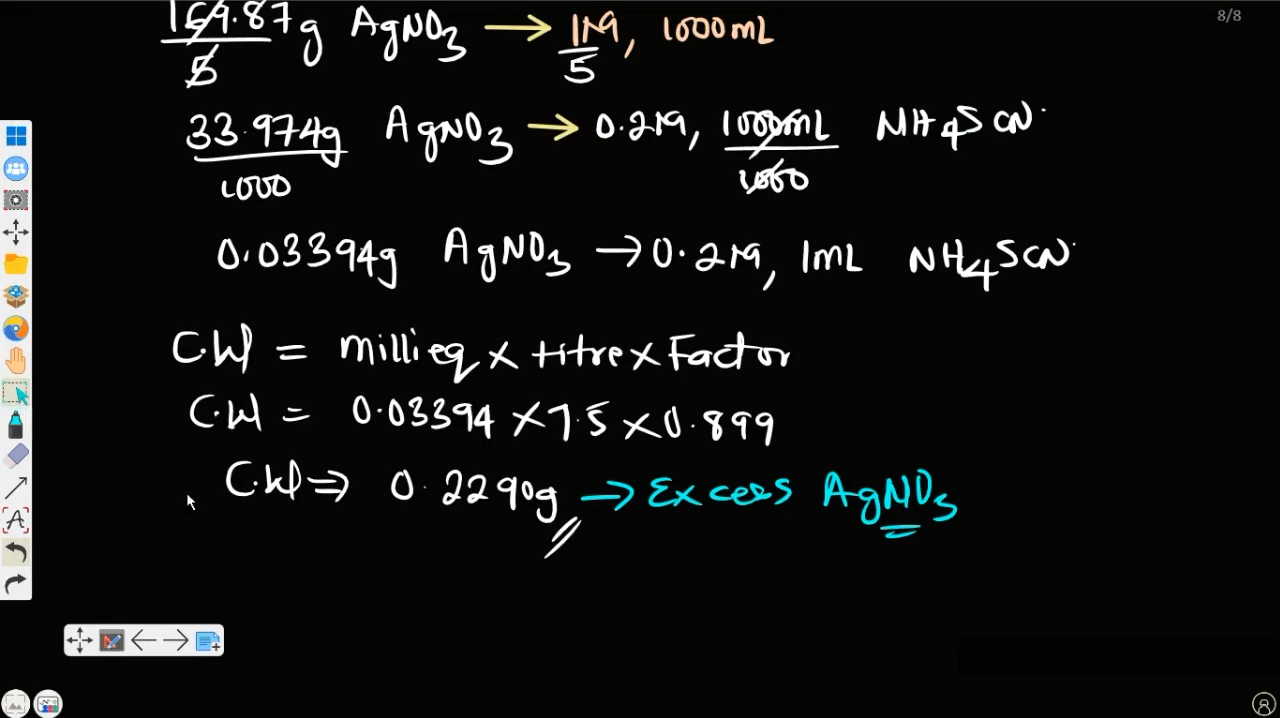 8/8
169.87g AgNO3 → 1M, 1000mL
5 5
33.974g AgNO3 → 0.2M, 1000mL NH4SCN
1000 1000
0.03394g AgNO3 → 0.2M, 1mL NH4SCN
C.W = millieq × titre × Factor
C.W = 0.03394 × 7.5 × 0.899
C.W ⇒ 0.2290g → Excess AgNO3